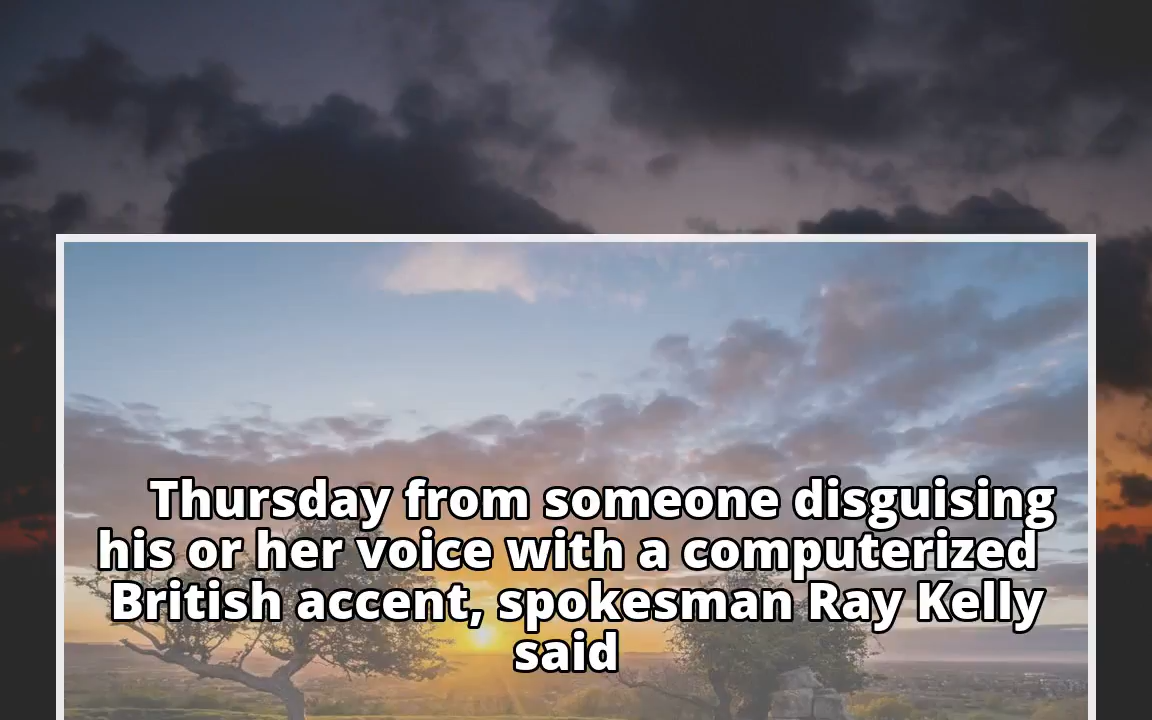 Thursday from someone disguising
his or her voice with a computerized
British accent, spokesman Ray Kelly
said